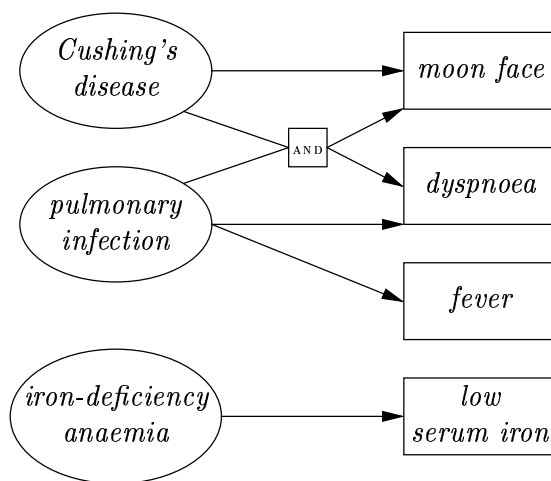 Cushing's
disease
moon face
AND
dyspnoea
pulmonary
infection
fever
iron-deficiency
anaemia
low
serum iron